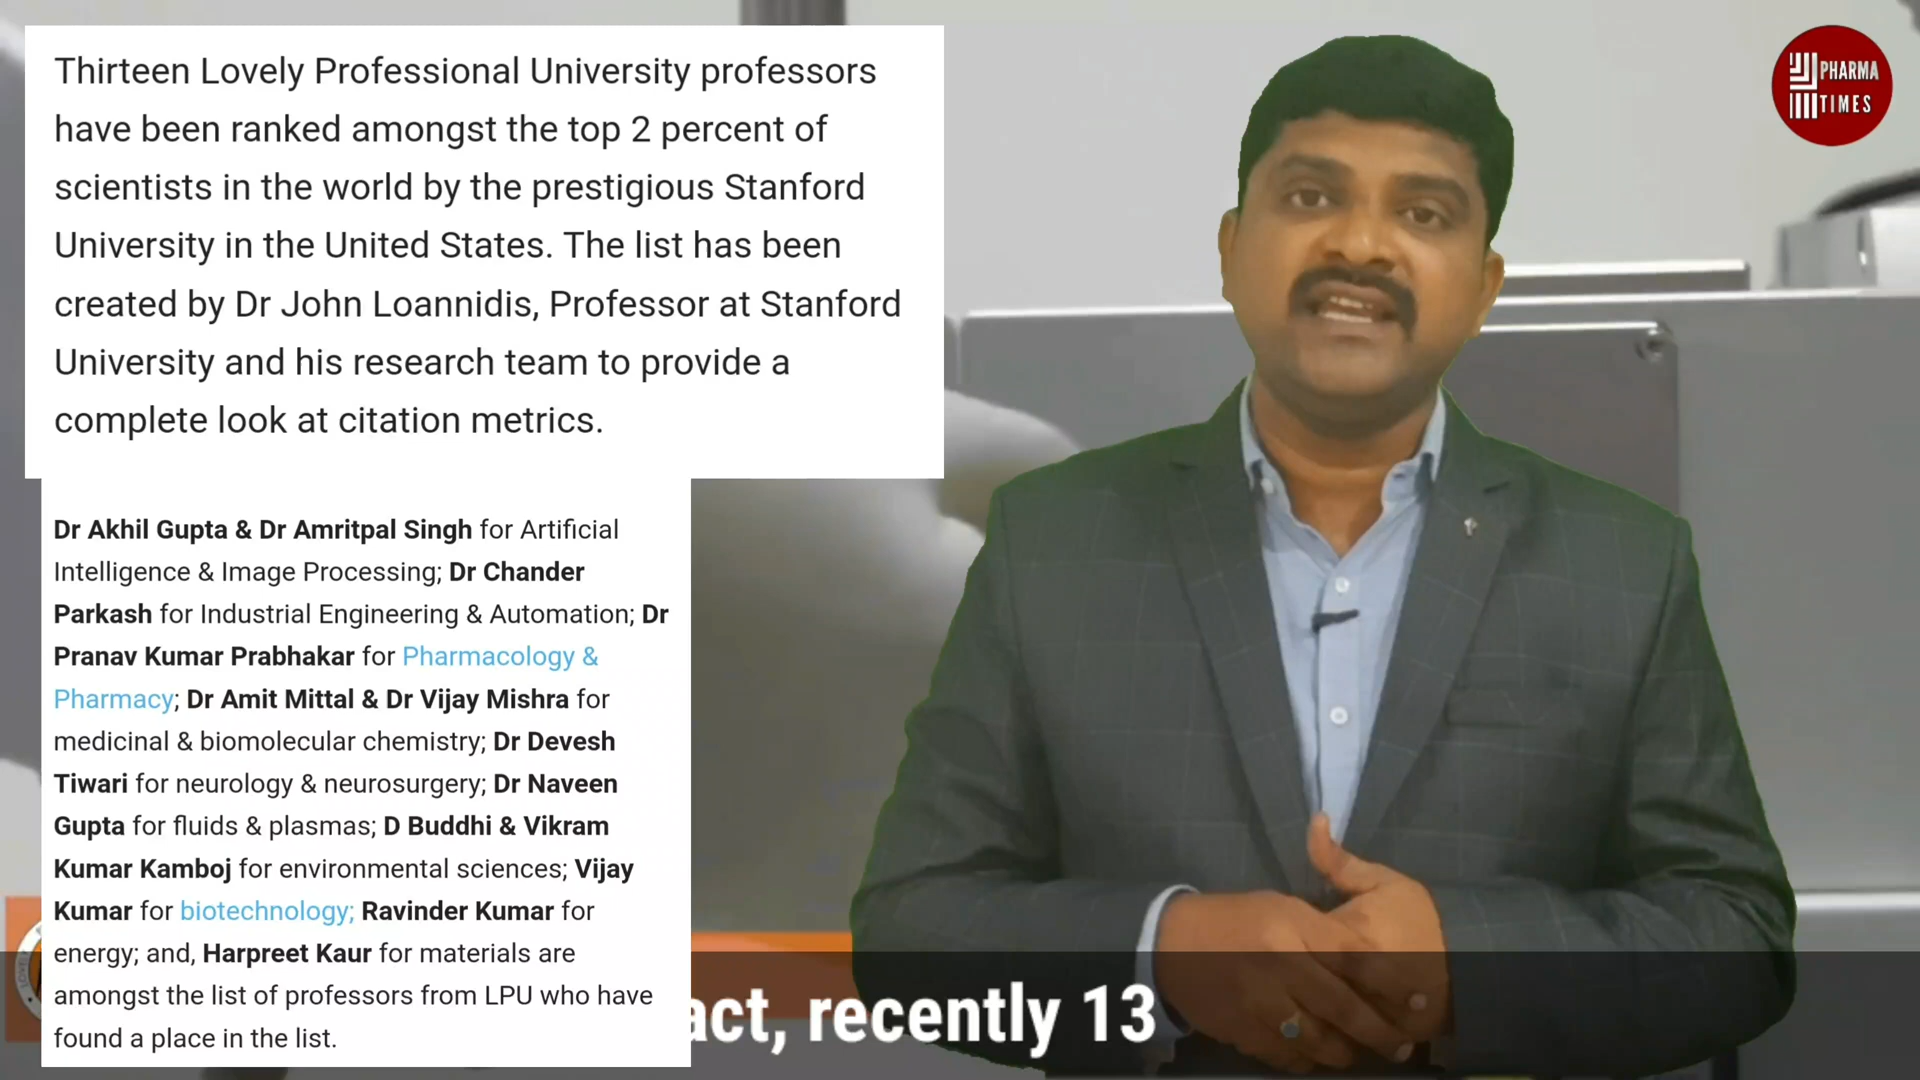 Thirteen Lovely Professional University professors
have been ranked amongst the top 2 percent of
scientists in the world by the prestigious Stanford
University in the United States. The list has been
created by Dr John Loannidis, Professor at Stanford
University and his research team to provide a
complete look at citation metrics.
Dr Akhil Gupta & Dr Amritpal Singh for Artificial
Intelligence & Image Processing; Dr Chander
Parkash for Industrial Engineering & Automation; Dr
Pranav Kumar Prabhakar for Pharmacology &
Pharmacy; Dr Amit Mittal & Dr Vijay Mishra for
medicinal & biomolecular chemistry; Dr Devesh
Tiwari for neurology & neurosurgery; Dr Naveen
Gupta for fluids & plasmas; D Buddhi & Vikram
Kumar Kamboj for environmental sciences; Vijay
Kumar for biotechnology; Ravinder Kumar for
energy; and, Harpreet Kaur for materials are
amongst the list of professors from LPU who have
found a place in the list.
act, recently 13
PHARMA
TIMES